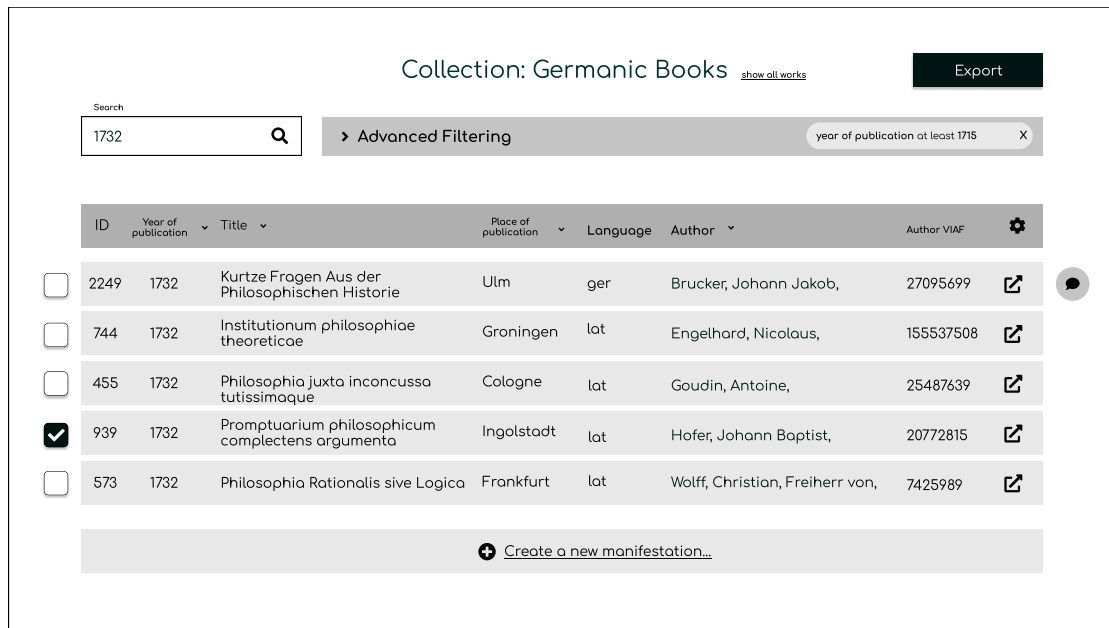 Collection: Germanic Books show all works
Export
Search
1732
Advanced Filtering
year of publication at least 1715 X
ID Year of publication Title Place of publication Language Author Author VIAF
2249 1732 Kurtze Fragen Aus der
Philosophischen Historie Ulm ger Brucker, Johann Jakob, 27095699
744 1732 Institutionum philosophiae
theoreticae Groningen lat Engelhard, Nicolaus, 155537508
455 1732 Philosophia juxta inconcussa
tutissimaque Cologne lat Goudin, Antoine, 25487639
939 1732 Promptuarium philosophicum
complectens argumenta Ingolstadt lat Hofer, Johann Baptist, 20772815
573 1732 Philosophia Rationalis sive Logica Frankfurt lat Wolff, Christian, Freiherr von, 7425989
Create a new manifestation...